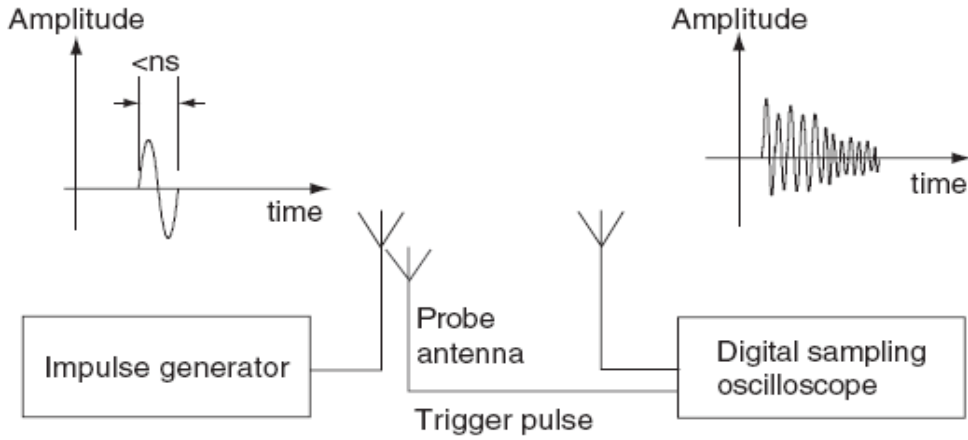 Amplitude
<ns
time
Amplitude
time
Impulse generator
Probe
antenna
Trigger pulse
Digital sampling
oscilloscope